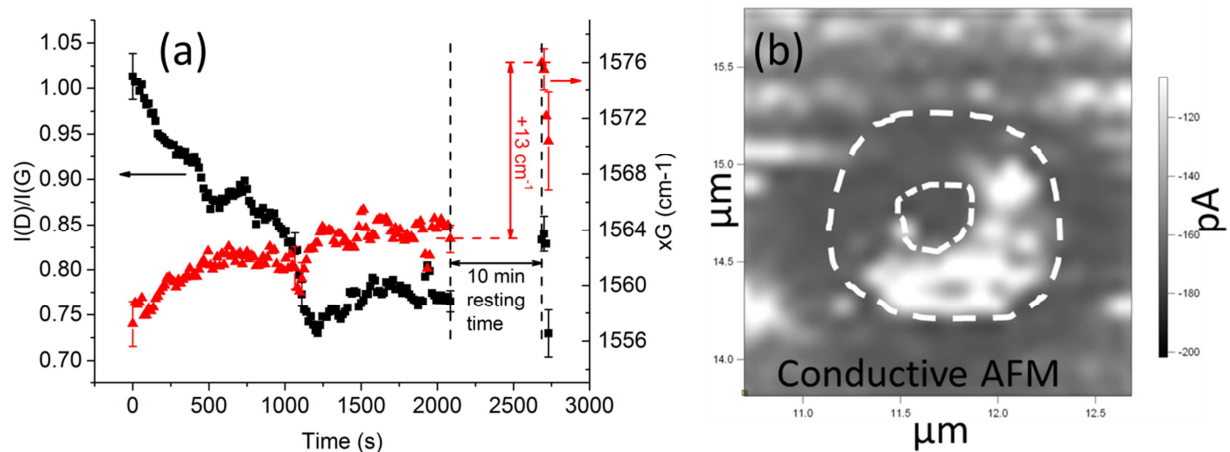 (a)
1.05
1.00
0.95
0.90
0.85
0.80
0.75
0.70
I(D)/I(G)
0
500
1000
1500
2000
2500
3000
Time (s)
+13 cm⁻¹
10 min
resting
time
1576
1572
1568
1564
1560
1556
xG (cm-1)
(b)
15.5
15.0
14.5
14.0
µm
11.0
11.5
12.0
12.5
µm
Conductive AFM
-120
-140
-160
-180
-200
pA